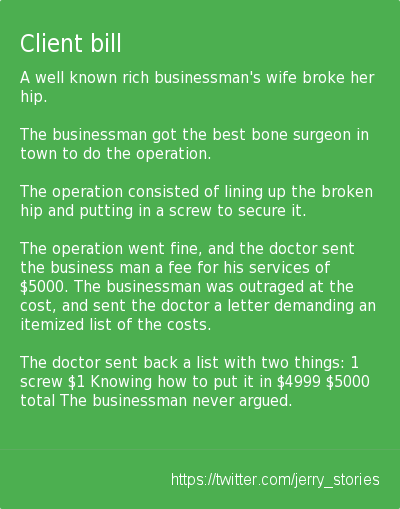 Client bill
A well known rich businessman's wife broke her
hip.
The businessman got the best bone surgeon in
town to do the operation.
The operation consisted of lining up the broken
hip and putting in a screw to secure it.
The operation went fine, and the doctor sent
the business man a fee for his services of
$5000. The businessman was outraged at the
cost, and sent the doctor a letter demanding an
itemized list of the costs.
The doctor sent back a list with two things: 1
screw $1 Knowing how to put it in $4999 $5000
total The businessman never argued.
https://twitter.com/jerry_stories